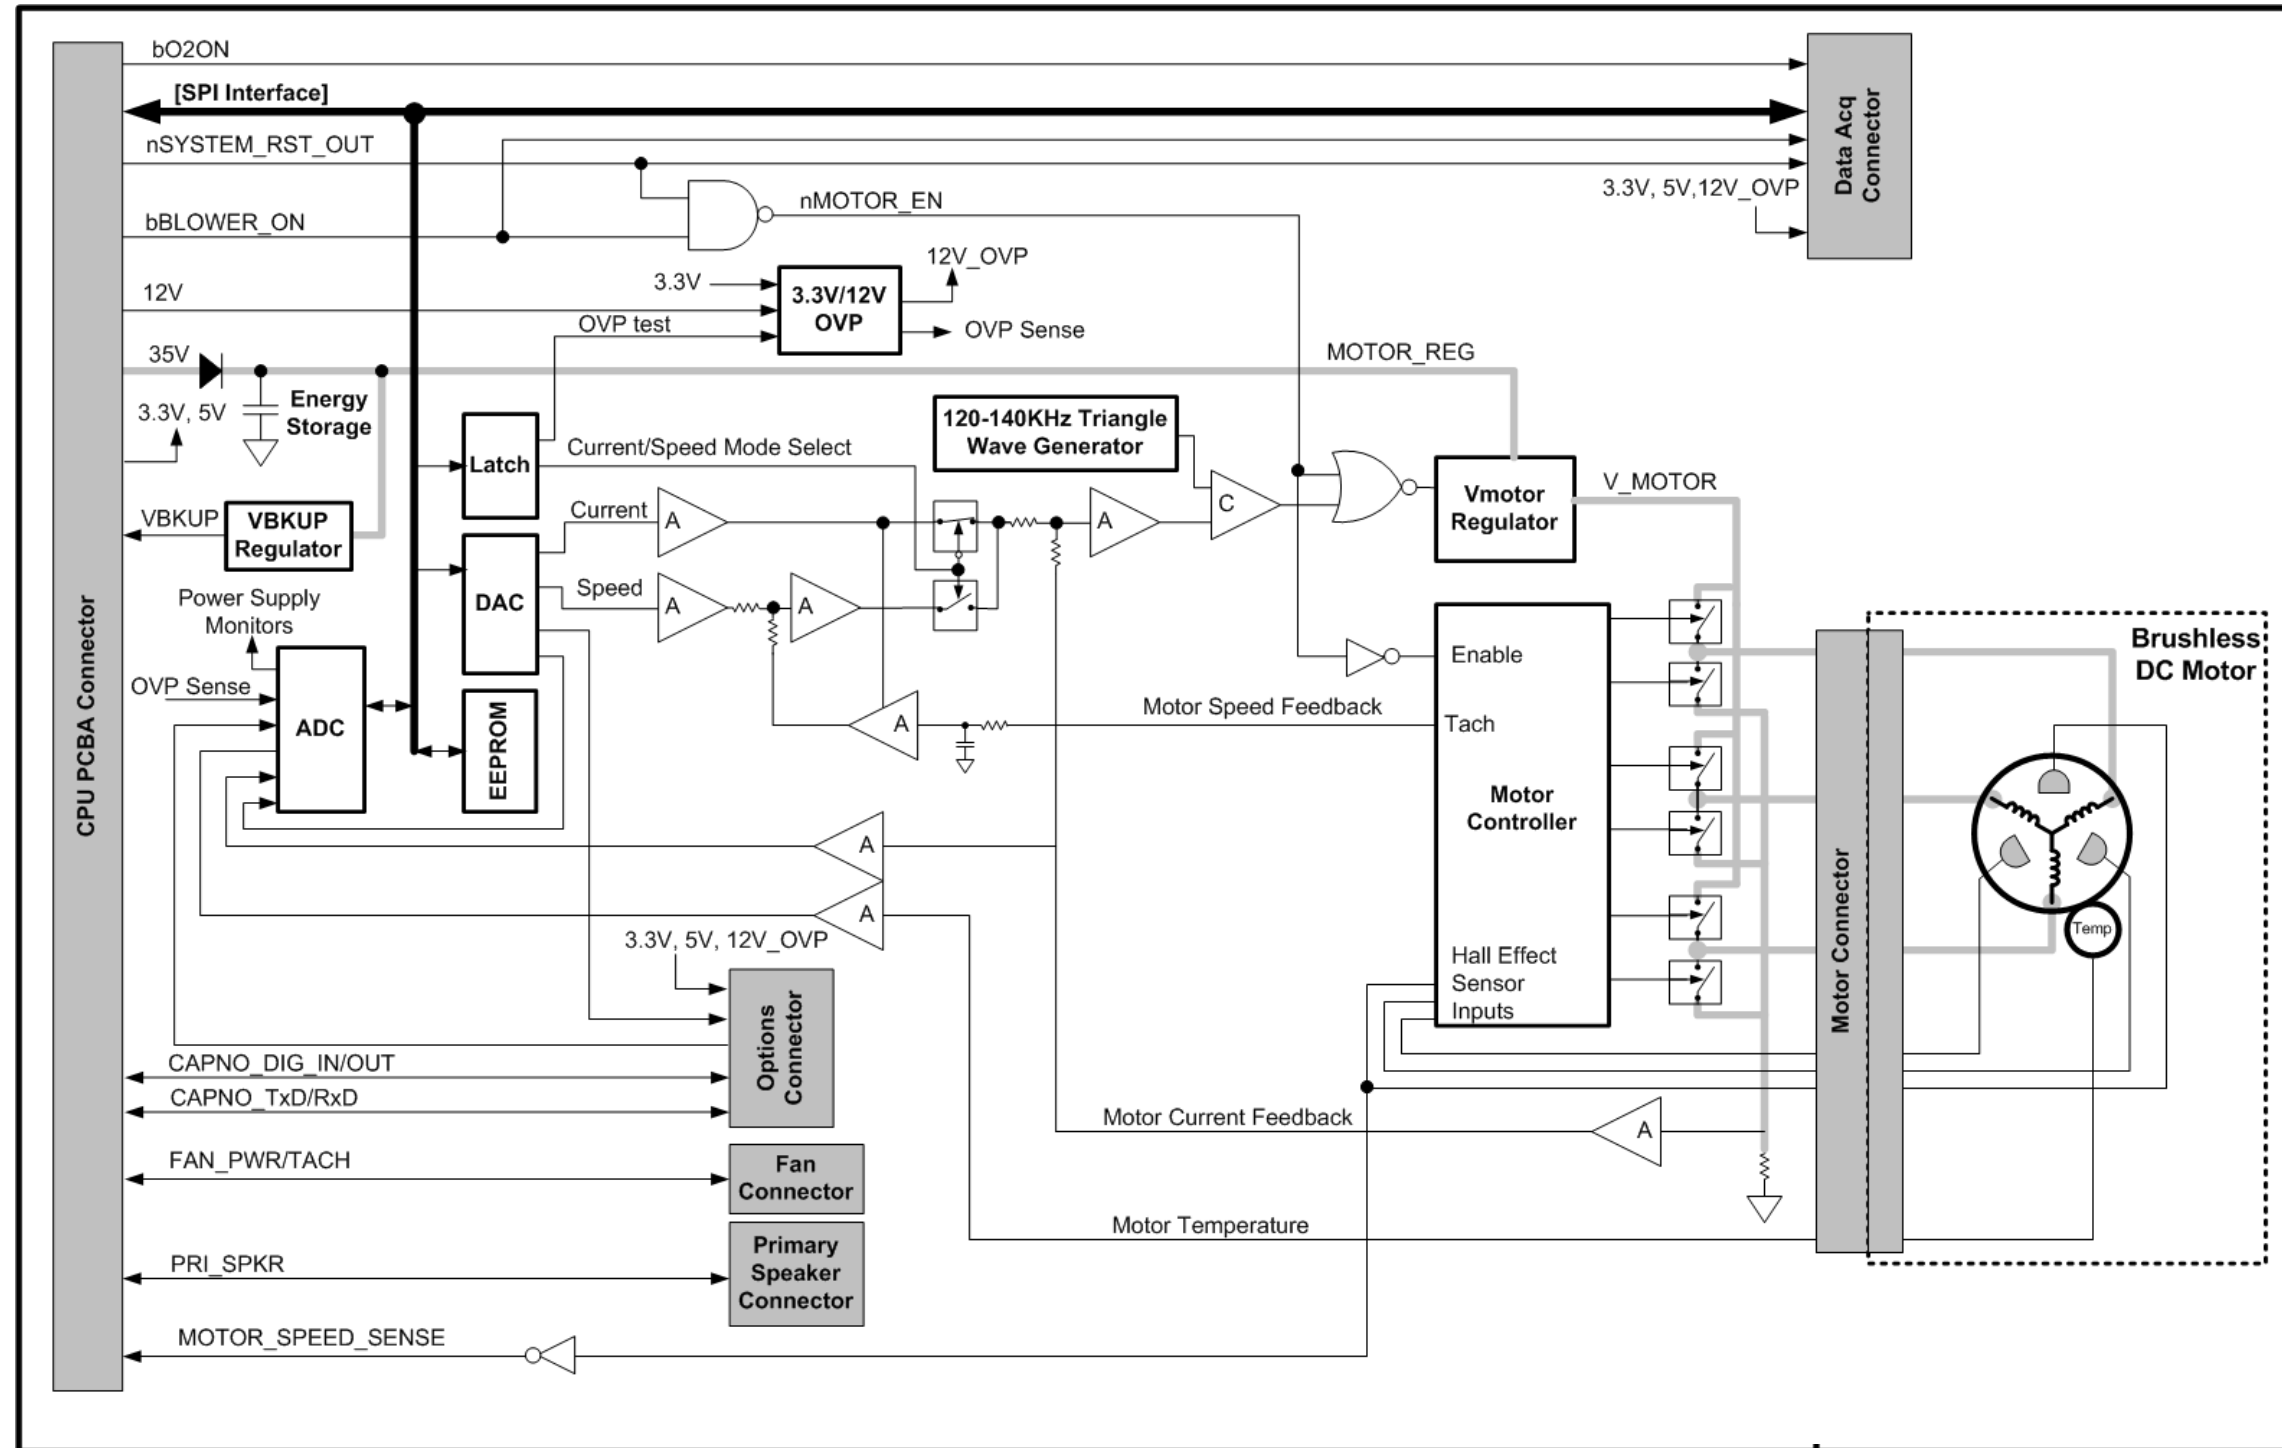 bO2ON
[SPI Interface]
nSYSTEM_RST_OUT
bBLOWER_ON
nMOTOR_EN
3.3V, 5V,12V_OVP
Data Acq
Connector
12V
3.3V
OVP test
3.3V/12V
OVP
12V_OVP
OVP Sense
35V
MOTOR_REG
3.3V, 5V
Energy
Storage
Latch
Current/Speed Mode Select
120-140KHz Triangle
Wave Generator
C
Vmotor
Regulator
V_MOTOR
VBKUP
VBKUP
Regulator
DAC
Current
A
A
Speed
A
A
Power Supply
Monitors
OVP Sense
ADC
EEPROM
CPU PCBA Connector
A
Motor Speed Feedback
Enable
Tach
Motor
Controller
Hall Effect
Sensor
Inputs
Motor Connector
Brushless
DC Motor
Temp
A
A
3.3V, 5V, 12V_OVP
Options
Connector
CAPNO_DIG_IN/OUT
CAPNO_TxD/RxD
Motor Current Feedback
A
FAN_PWR/TACH
Fan
Connector
Motor Temperature
PRI_SPKR
Primary
Speaker
Connector
MOTOR_SPEED_SENSE